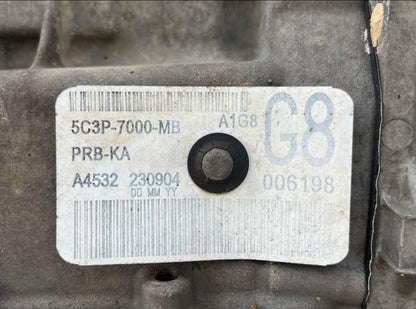 5C3P-7000-MB A1G8 G8
PRB-KA
A4532 230904 006198
DD MM YY